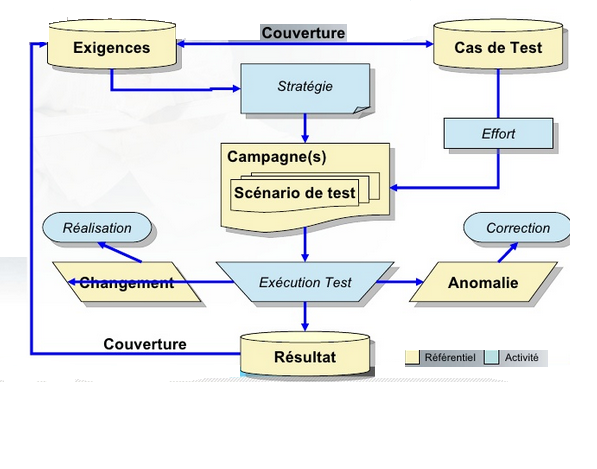 Couverture
Exigences
Cas de Test
Stratégie
Effort
Campagne(s)
Scénario de test
Réalisation
Correction
Changement
Exécution Test
Anomalie
Couverture
Résultat
Référentiel
Activité